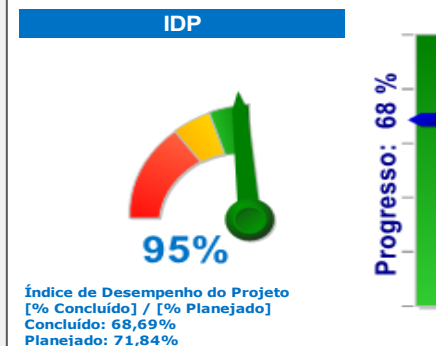 IDP
95%
Índice de Desempenho do Projeto
[% Concluído] / [% Planejado]
Concluído: 68,69%
Planejado: 71,84%
Progresso: 68 %